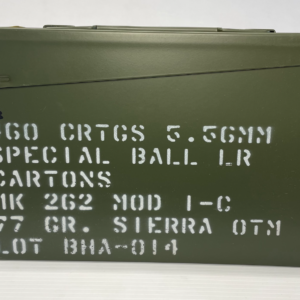 60 CRTGS 5.56MM
SPECIAL BALL LR
CARTONS
MK 262 MOD 1-C
77 GR. SIERRA OTM
LOT BHA-014